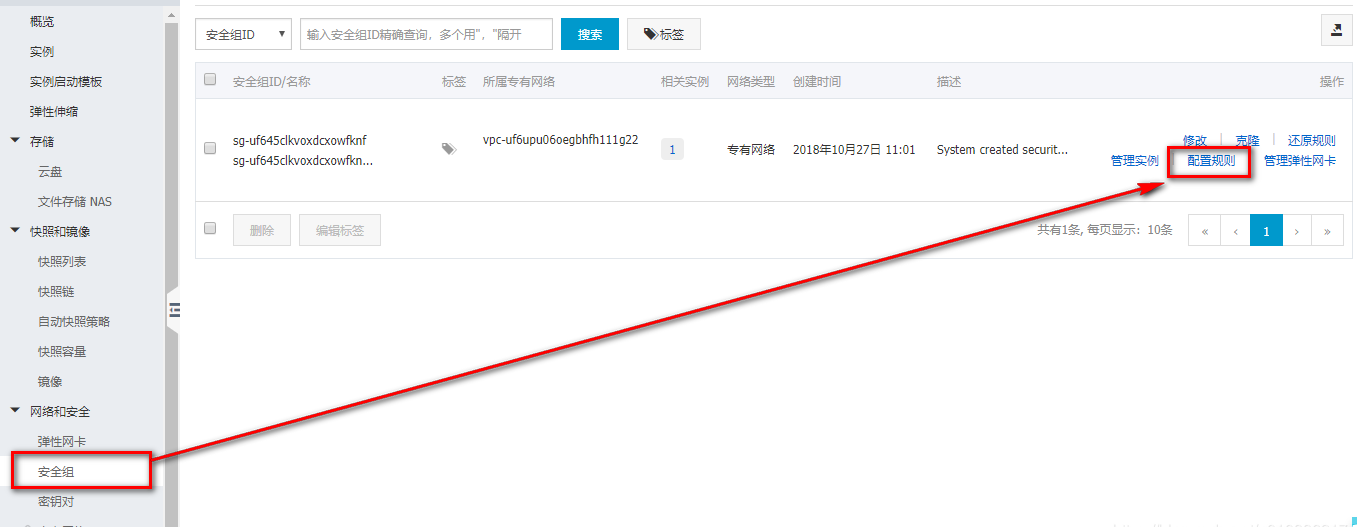 概览
实例
实例启动模板
弹性伸缩
存储
云盘
文件存储 NAS
快照和镜像
快照列表
快照链
自动快照策略
快照容量
镜像
网络和安全
弹性网卡
安全组
密钥对
安全组ID 输入安全组ID精确查询，多个用","隔开 搜索 标签
安全组ID/名称 标签 所属专有网络 相关实例 网络类型 创建时间 描述 操作
sg-uf645clkvoxdcxowfknf
sg-uf645clkvoxdcxowfkn...
vpc-uf6upu06oegbhfh111g22
1
专有网络
2018年10月27日 11:01
System created securit...
修改 | 克隆 | 还原规则
管理实例 | 配置规则 | 管理弹性网卡
删除 编辑标签 共有1条, 每页显示：10条 « ‹ 1 › »